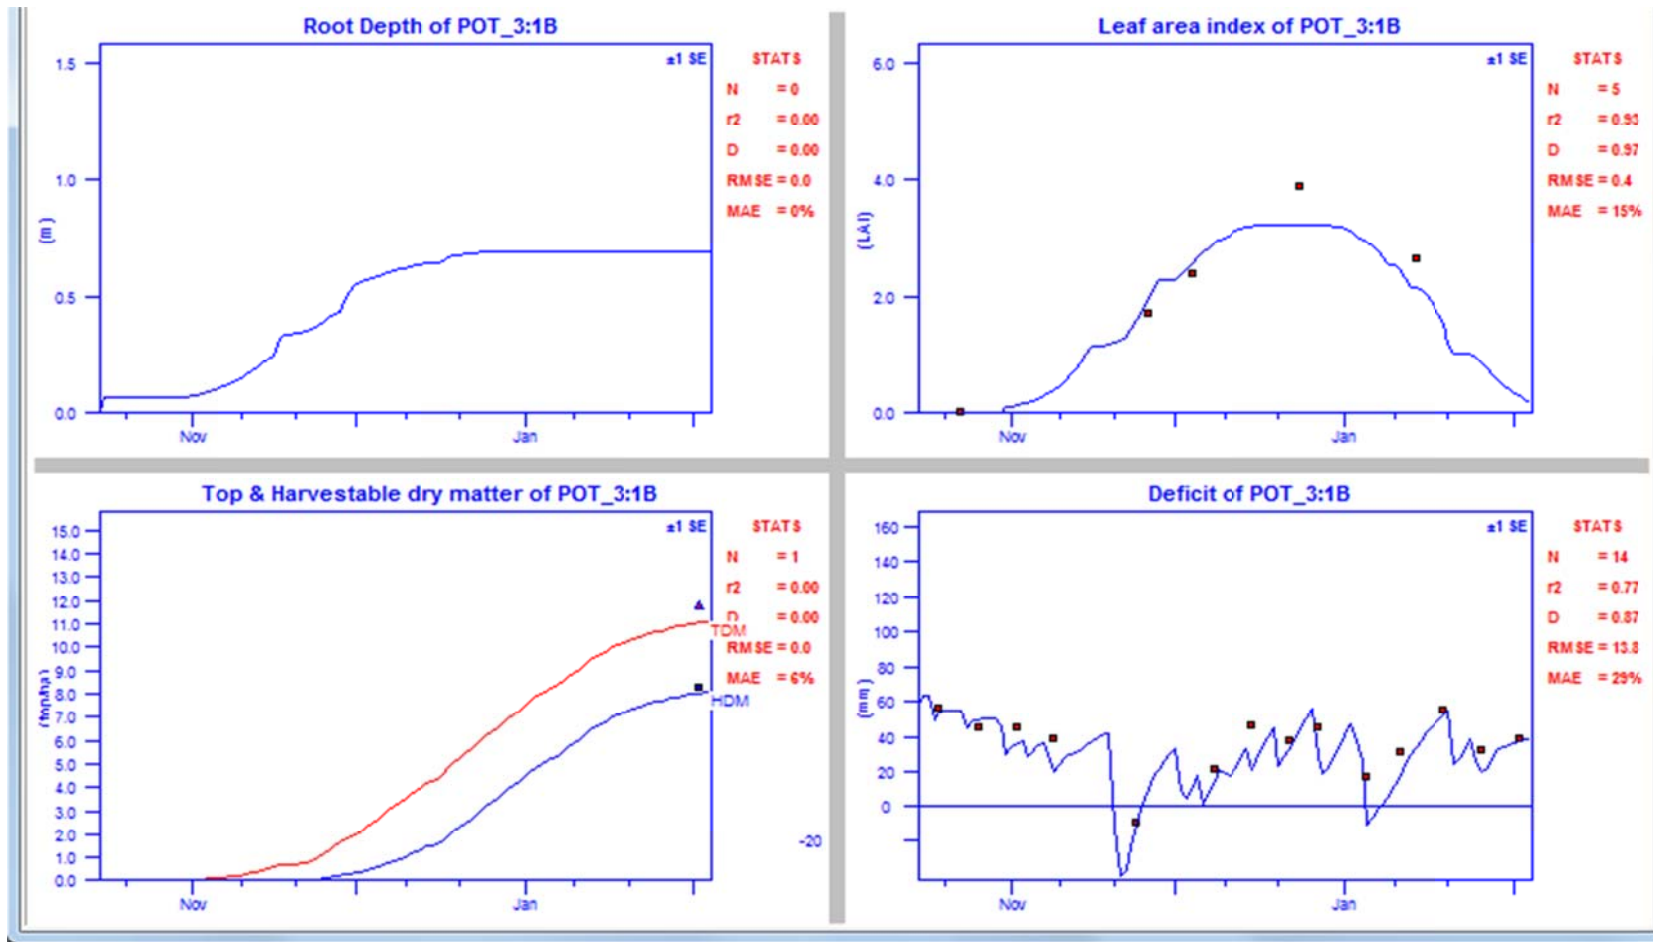 Root Depth of POT_3:1B
±1 SE
STATS
N = 0
r2 = 0.00
D = 0.00
RMSE = 0.0
MAE = 0%
1.5
1.0
0.5
0.0
(m)
Nov
Jan
Leaf area index of POT_3:1B
±1 SE
STATS
N = 5
r2 = 0.93
D = 0.97
RMSE = 0.4
MAE = 15%
6.0
4.0
2.0
0.0
(LAI)
Nov
Jan
Top & Harvestable dry matter of POT_3:1B
±1 SE
STATS
N = 1
r2 = 0.00
D = 0.00
RMSE = 0.0
MAE = 6%
TDM
HDM
15.0
14.0
13.0
12.0
11.0
10.0
9.0
8.0
7.0
6.0
5.0
4.0
3.0
2.0
1.0
0.0
Nov
Jan
Deficit of POT_3:1B
±1 SE
STATS
N = 14
r2 = 0.77
D = 0.87
RMSE = 13.8
MAE = 29%
160
140
120
100
80
60
40
20
0
-20
(mm)
Nov
Jan